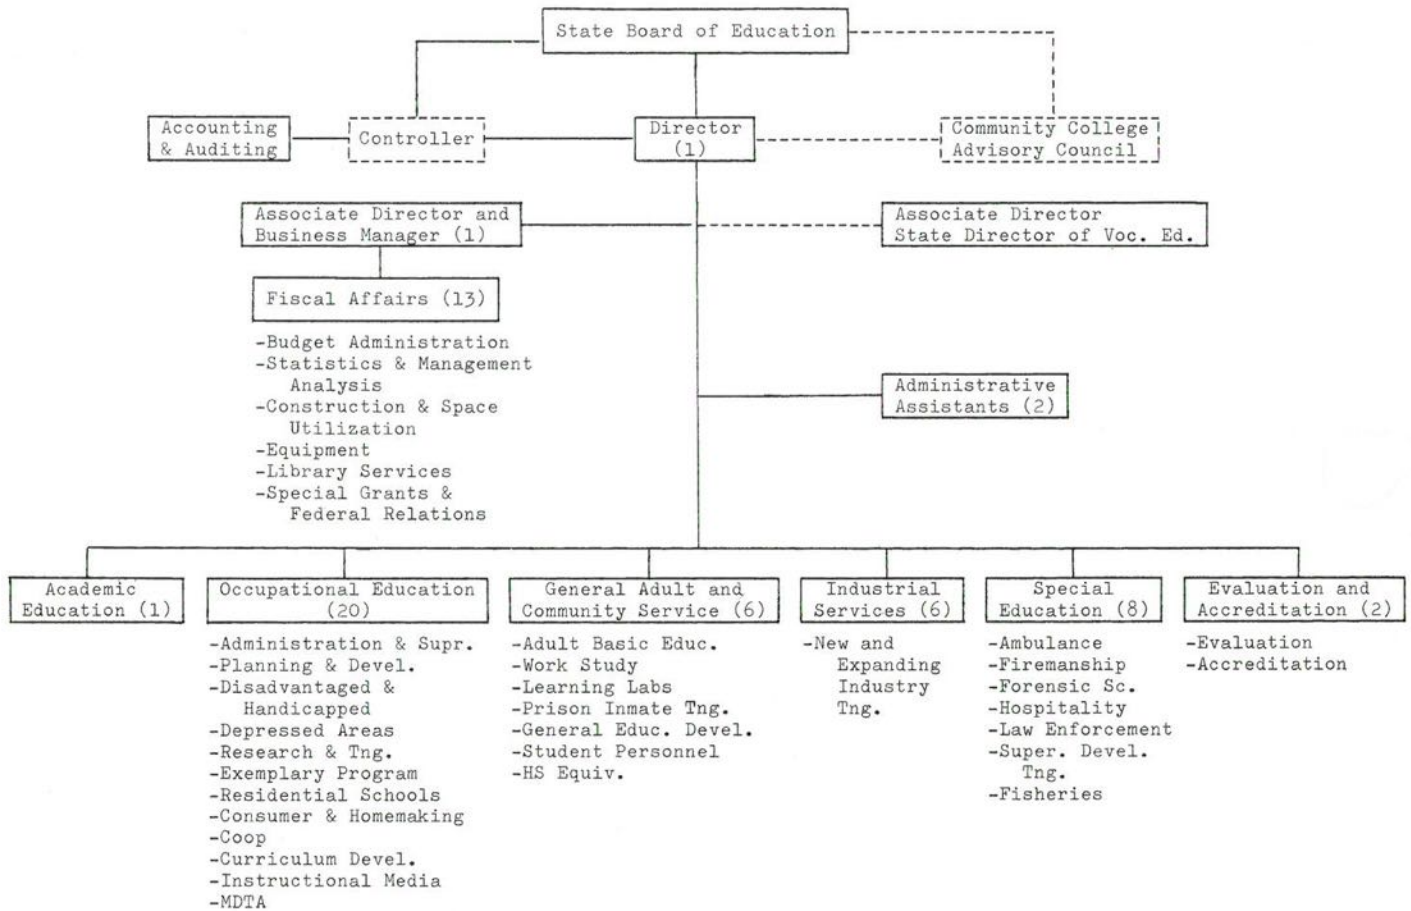 State Board of Education
Accounting
& Auditing
Controller
Director
(1)
Community College
Advisory Council
Associate Director and
Business Manager (1)
Associate Director
State Director of Voc. Ed.
Fiscal Affairs (13)
-Budget Administration
-Statistics & Management
Analysis
-Construction & Space
Utilization
-Equipment
-Library Services
-Special Grants &
Federal Relations
Administrative
Assistants (2)
Academic
Education (1)
Occupational Education
(20)
-Administration & Supr.
-Planning & Devel.
-Disadvantaged &
Handicapped
-Depressed Areas
-Research & Tng.
-Exemplary Program
-Residential Schools
-Consumer & Homemaking
-Coop
-Curriculum Devel.
-Instructional Media
-MDTA
General Adult and
Community Service (6)
-Adult Basic Educ.
-Work Study
-Learning Labs
-Prison Inmate Tng.
-General Educ. Devel.
-Student Personnel
-HS Equiv.
Industrial
Services (6)
-New and
Expanding
Industry
Tng.
Special
Education (8)
-Ambulance
-Firemanship
-Forensic Sc.
-Hospitality
-Law Enforcement
-Super. Devel.
Tng.
-Fisheries
Evaluation and
Accreditation (2)
-Evaluation
-Accreditation